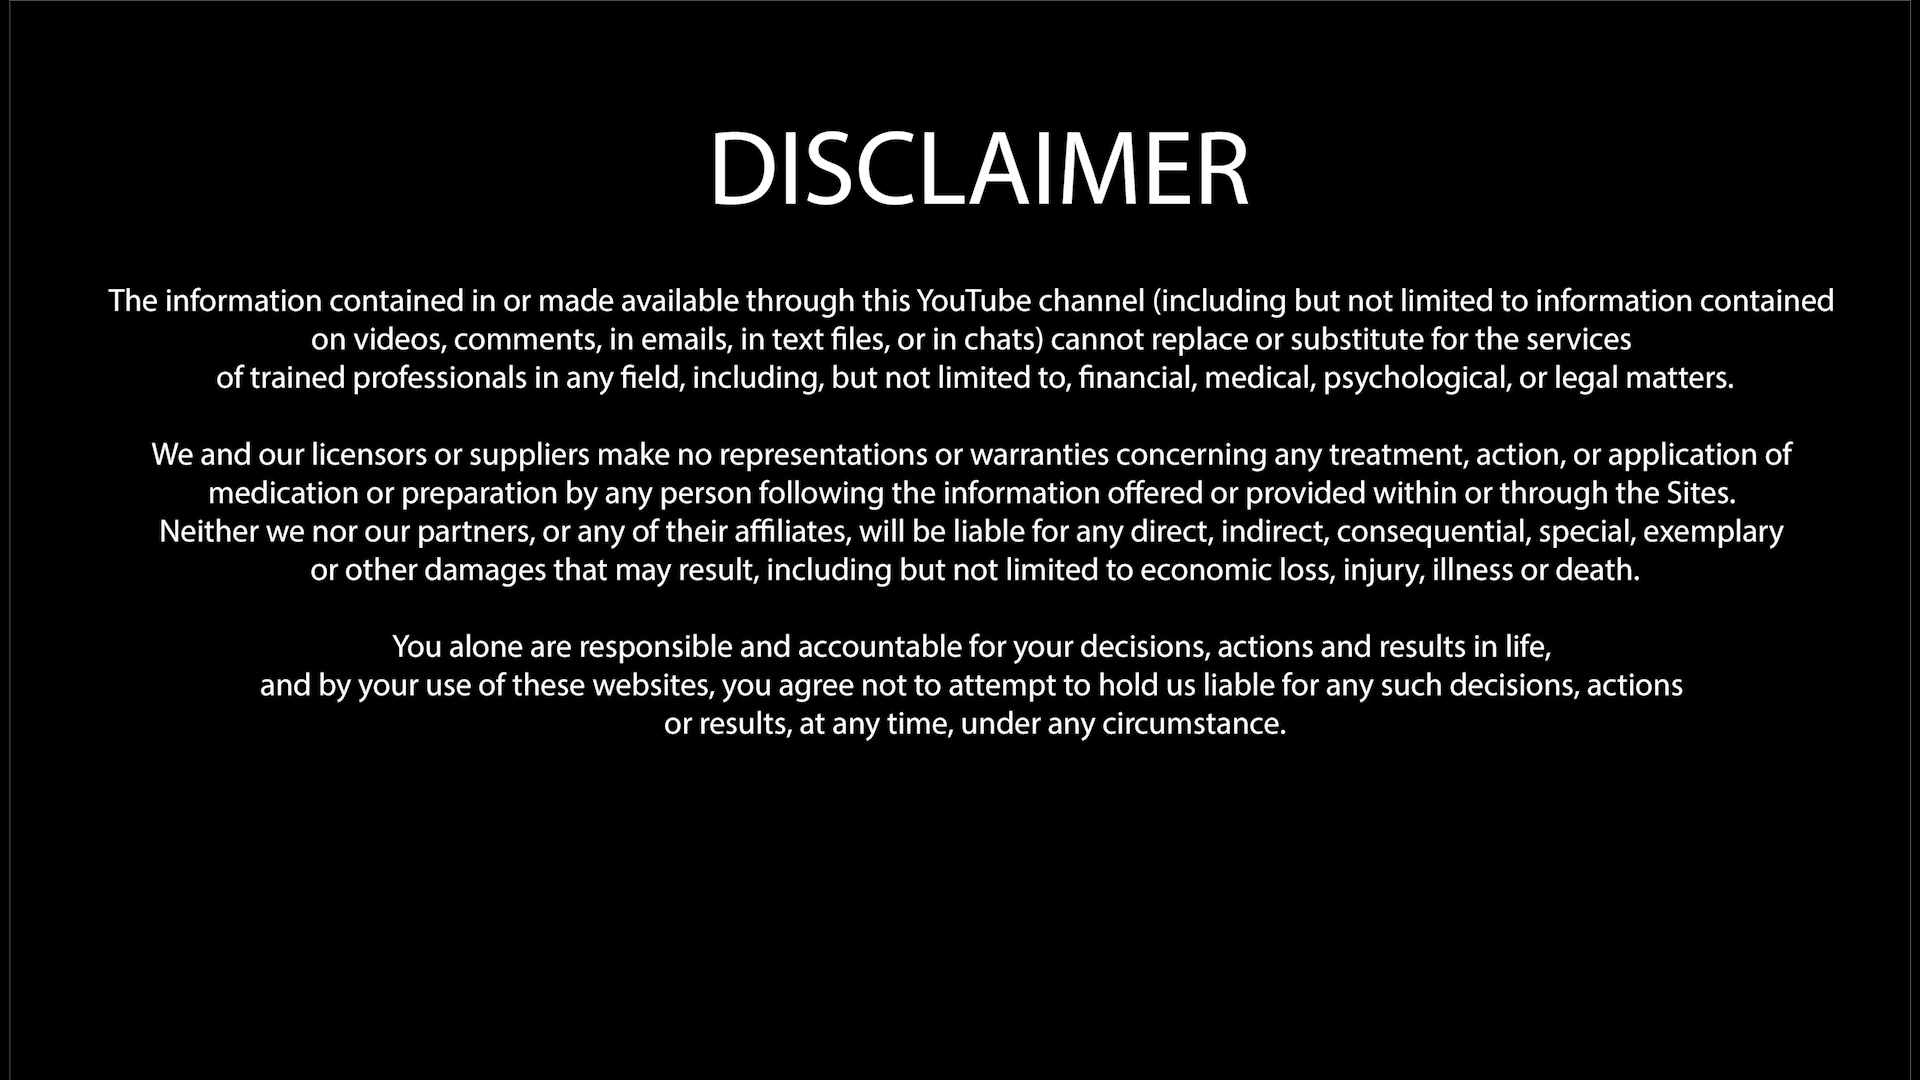 DISCLAIMER
The information contained in or made available through this YouTube channel (including but not limited to information contained
on videos, comments, in emails, in text files, or in chats) cannot replace or substitute for the services
of trained professionals in any field, including, but not limited to, financial, medical, psychological, or legal matters.
We and our licensors or suppliers make no representations or warranties concerning any treatment, action, or application of
medication or preparation by any person following the information offered or provided within or through the Sites.
Neither we nor our partners, or any of their affiliates, will be liable for any direct, indirect, consequential, special, exemplary
or other damages that may result, including but not limited to economic loss, injury, illness or death.
You alone are responsible and accountable for your decisions, actions and results in life,
and by your use of these websites, you agree not to attempt to hold us liable for any such decisions, actions
or results, at any time, under any circumstance.